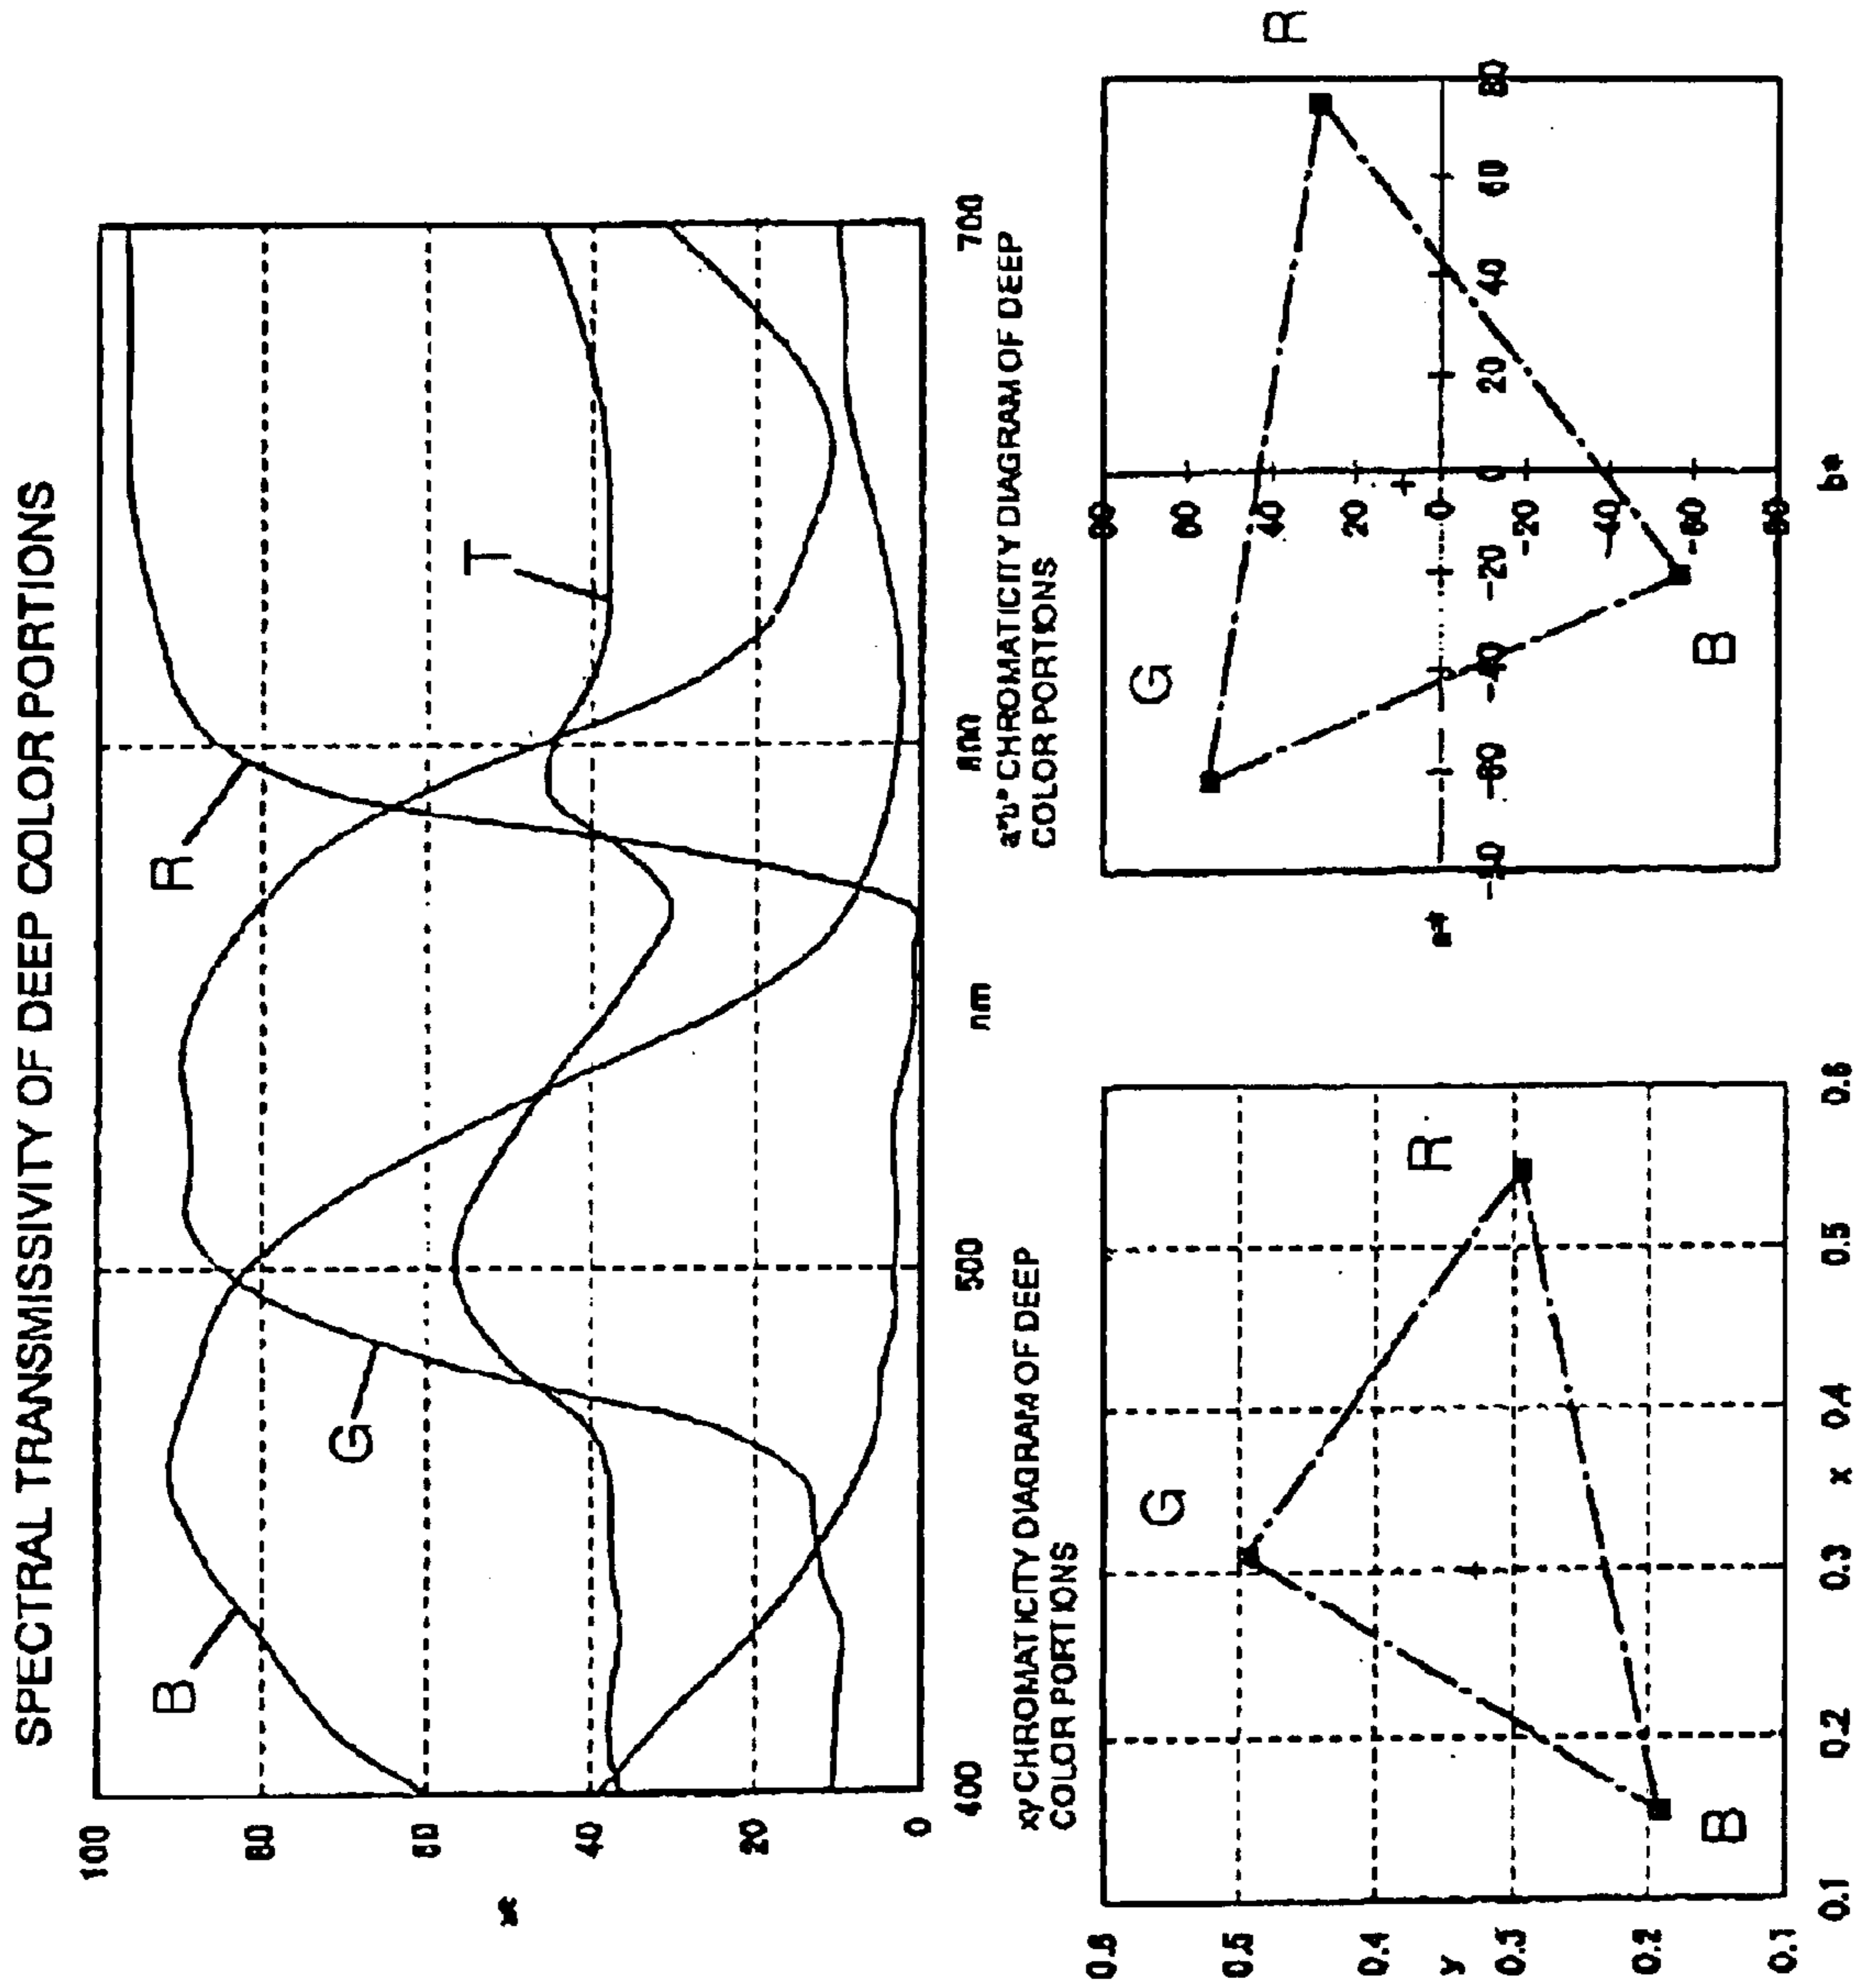 SPECTRAL TRANSMISSIVITY OF DEEP COLOR PORTIONS
100
80
60
40
20
0
%
B
G
R
T
400
500
nm
600
700
xy CHROMATICITY DIAGRAM OF DEEP
COLOR PORTIONS
0.6
0.5
0.4
y
0.3
0.2
0.1
G
R
B
0.1
0.2
0.3
x
0.4
0.5
0.6
a*b* CHROMATICITY DIAGRAM OF DEEP
COLOR PORTIONS
G
R
B
80
60
40
20
0
-20
-40
-60
-20
0
20
40
60
80
b*